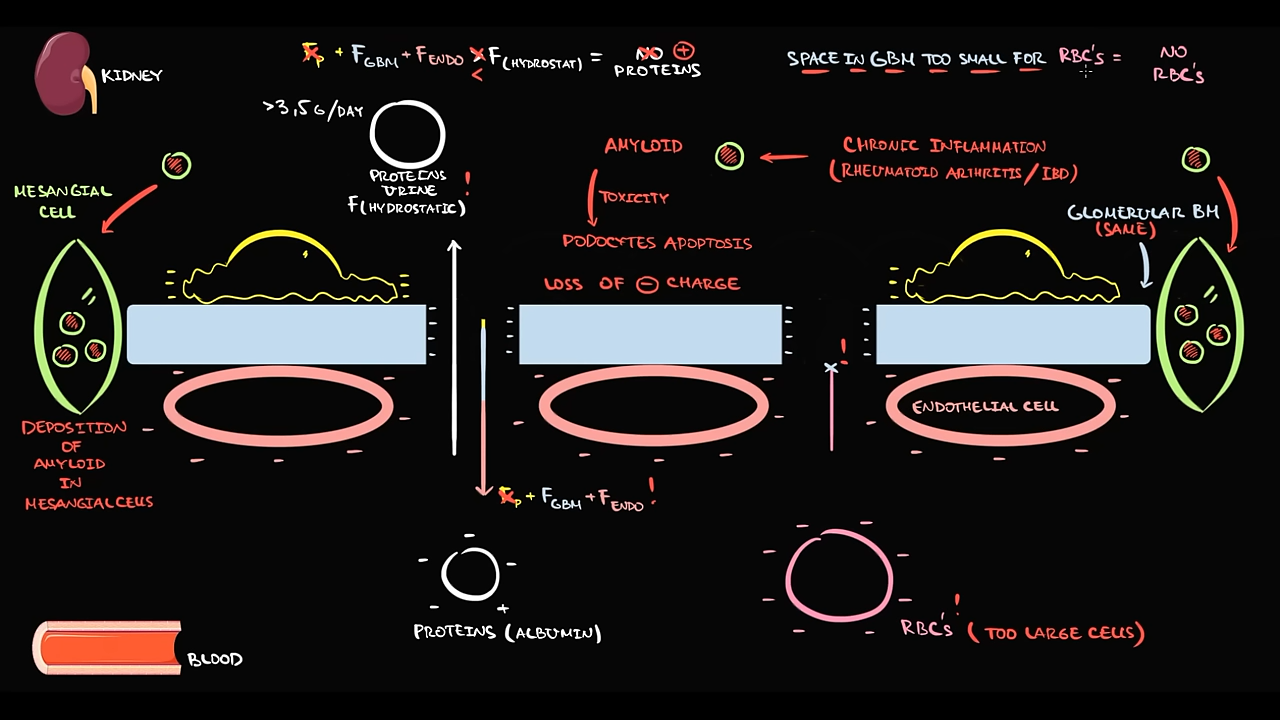 KIDNEY
Fp + FGBM + FENDO > F(HYDROSTAT) = NO ⊕
<
PROTEINS
SPACE IN GBM TOO SMALL FOR RBC'S = NO
RBC'S
>3,5G/DAY
PROTEINS
URINE
F(HYDROSTATIC)!
AMYLOID
TOXICITY
PODOCYTES APOPTOSIS
LOSS OF ⊖ CHARGE
CHRONIC INFLAMMATION
(RHEUMATOID ARTHRITIS/IBD)
MESANGIAL
CELL
GLOMERULAR BM
(SAME)
!
ENDOTHELIAL CELL
DEPOSITION
OF
AMYLOID
IN
MESANGIAL CELLS
Fp + FGBM + FENDO!
PROTEINS (ALBUMIN)
RBC'S! (TOO LARGE CELLS)
BLOOD